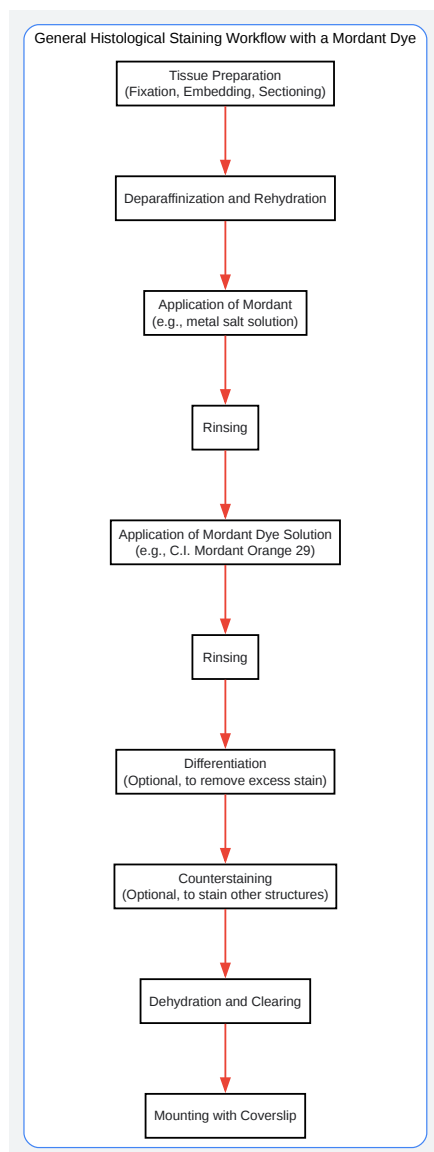 General Histological Staining Workflow with a Mordant Dye
Tissue Preparation
(Fixation, Embedding, Sectioning)
Deparaffinization and Rehydration
Application of Mordant
(e.g., metal salt solution)
Rinsing
Application of Mordant Dye Solution
(e.g., C.I. Mordant Orange 29)
Rinsing
Differentiation
(Optional, to remove excess stain)
Counterstaining
(Optional, to stain other structures)
Dehydration and Clearing
Mounting with Coverslip